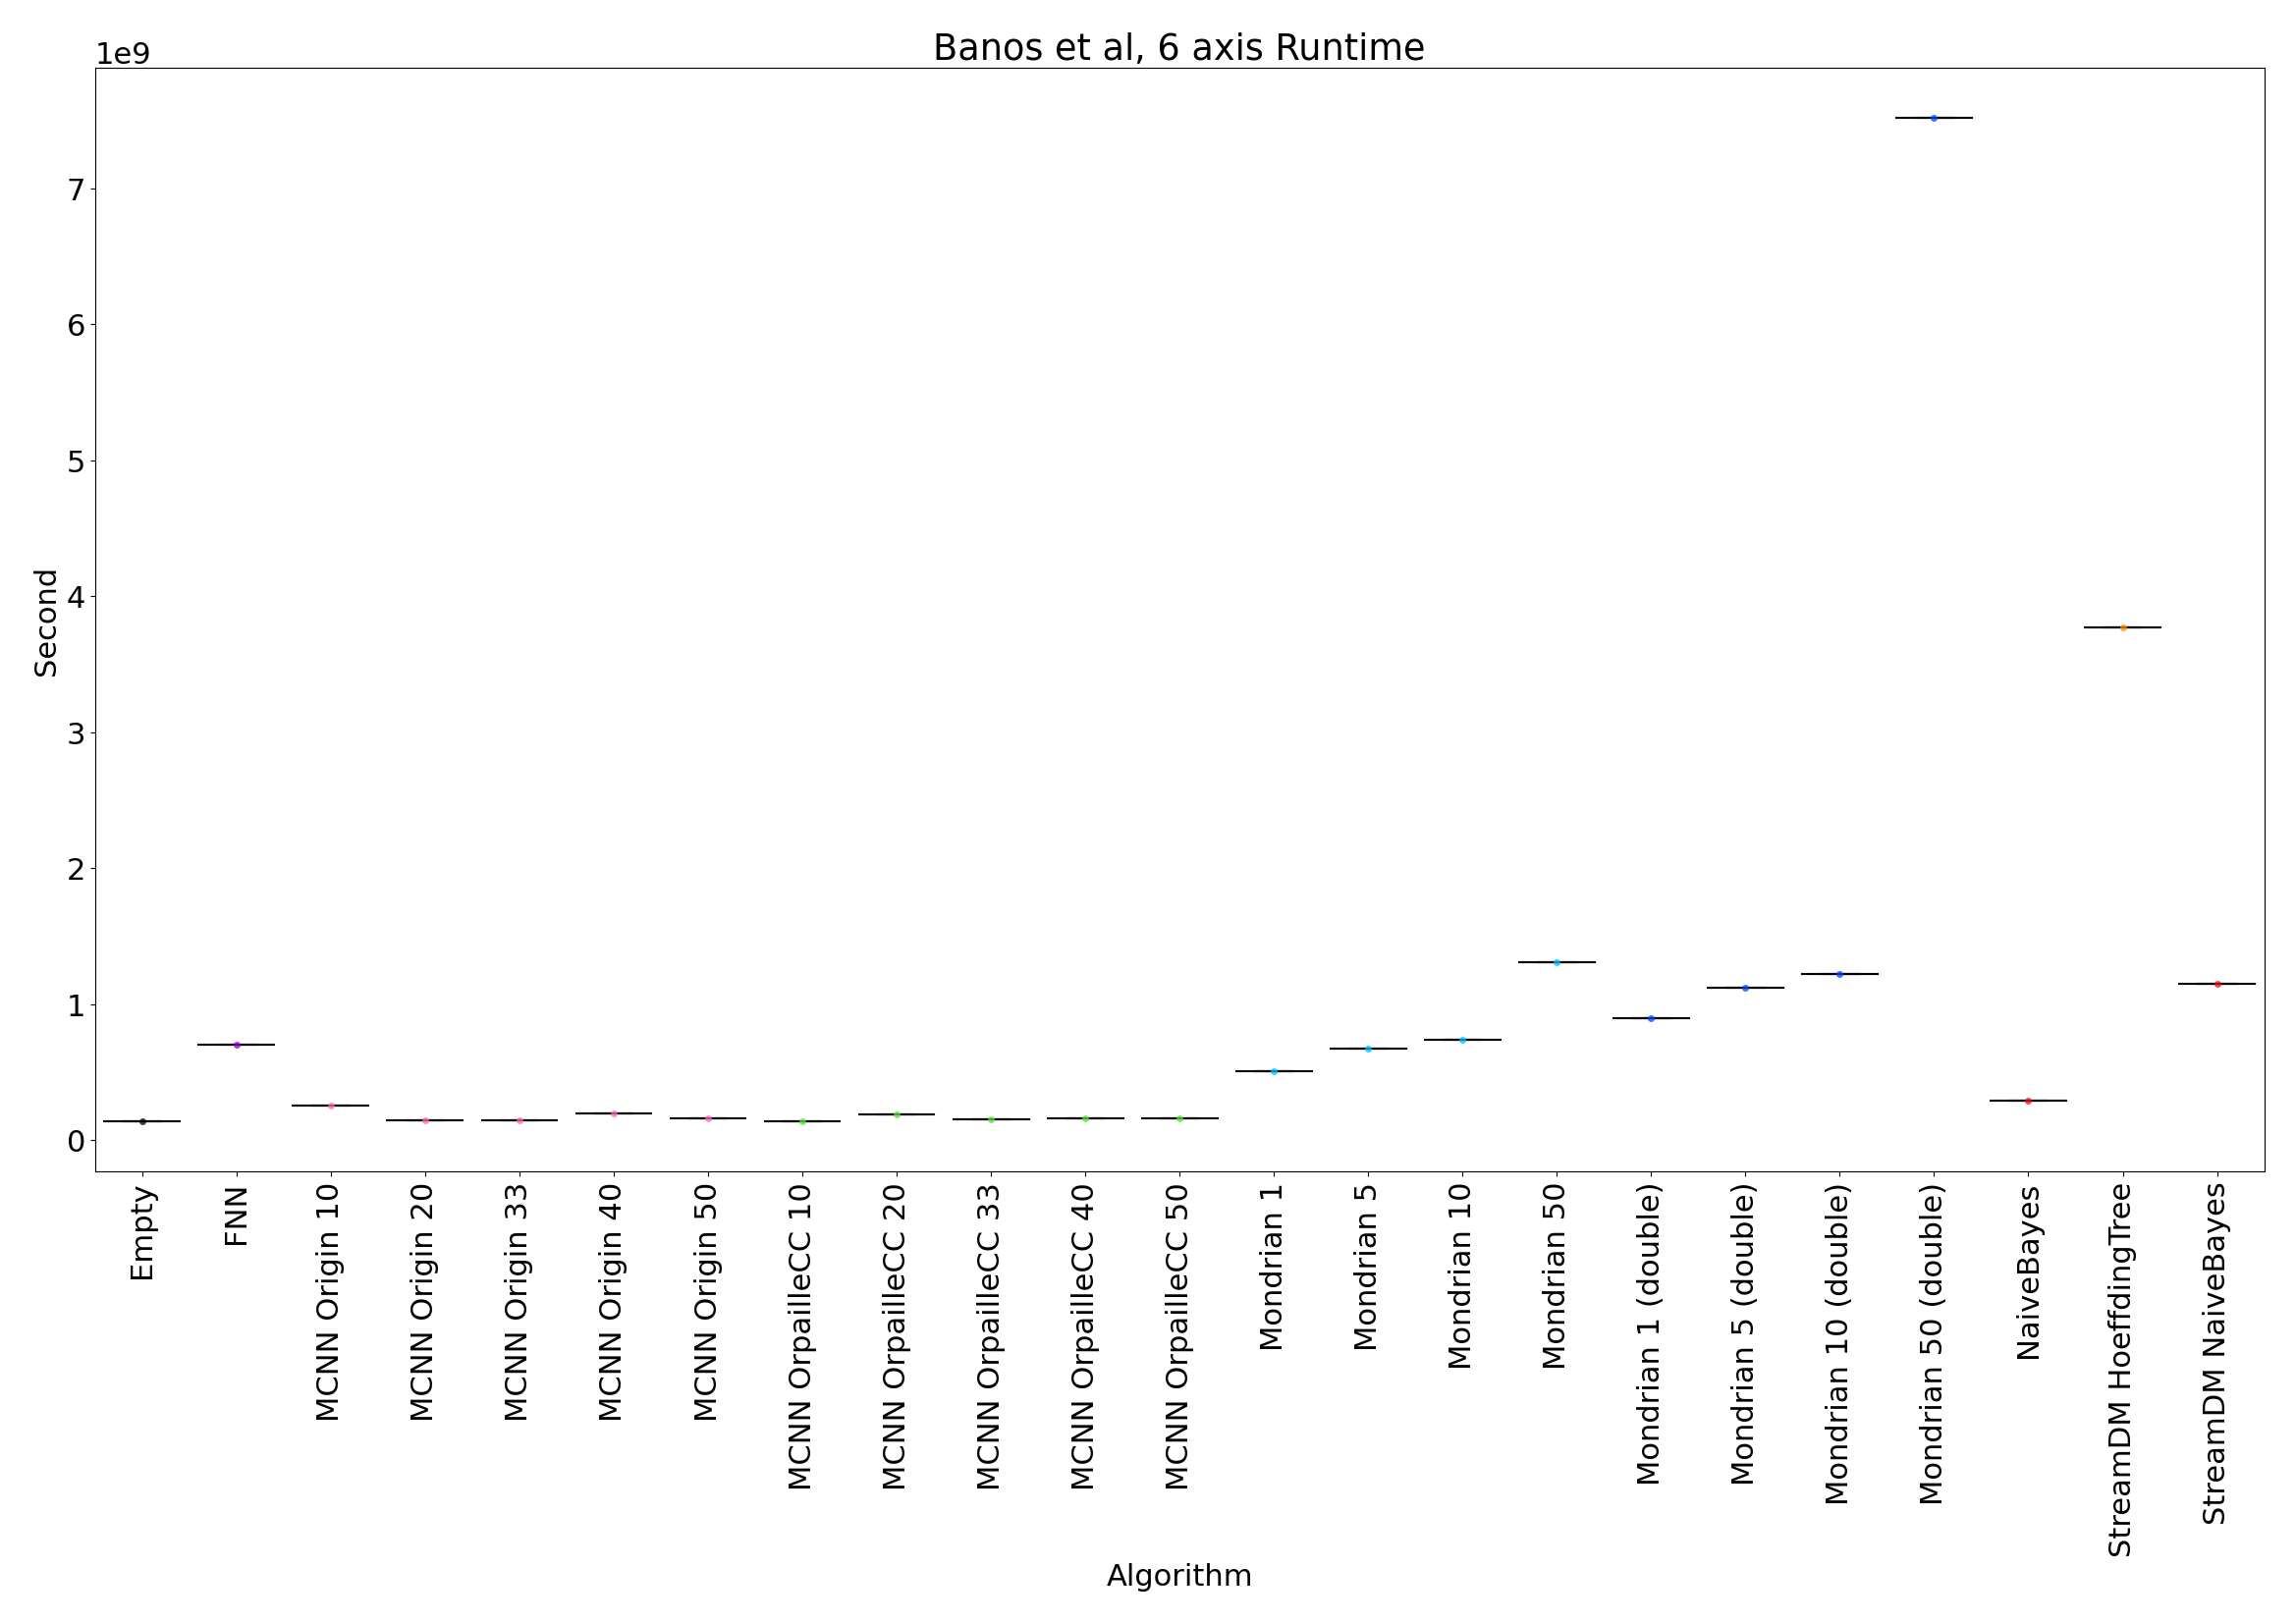 Banos et al, 6 axis Runtime
1e9
7
6
5
4
3
2
1
0
Second
Empty
FNN
MCNN Origin 10
MCNN Origin 20
MCNN Origin 33
MCNN Origin 40
MCNN Origin 50
MCNN OrpailleCC 10
MCNN OrpailleCC 20
MCNN OrpailleCC 33
MCNN OrpailleCC 40
MCNN OrpailleCC 50
Mondrian 1
Mondrian 5
Mondrian 10
Mondrian 50
Mondrian 1 (double)
Mondrian 5 (double)
Mondrian 10 (double)
Mondrian 50 (double)
NaiveBayes
StreamDM HoeffdingTree
StreamDM NaiveBayes
Algorithm